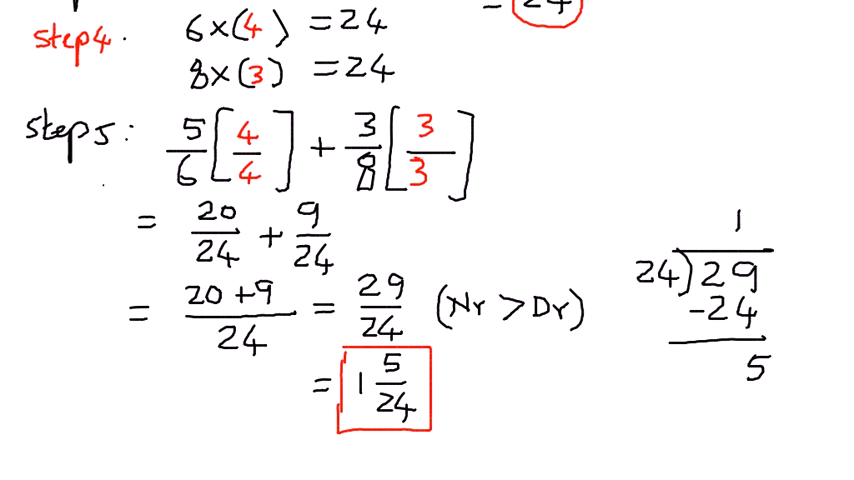 = 24
step4. 6×(4) = 24
8×(3) = 24
step5: 5/6 [4/4] + 3/8 [3/3]
= 20/24 + 9/24
= 20+9/24 = 29/24 (Nr > Dr)
= 1 5/24
1
24)29
-24
5